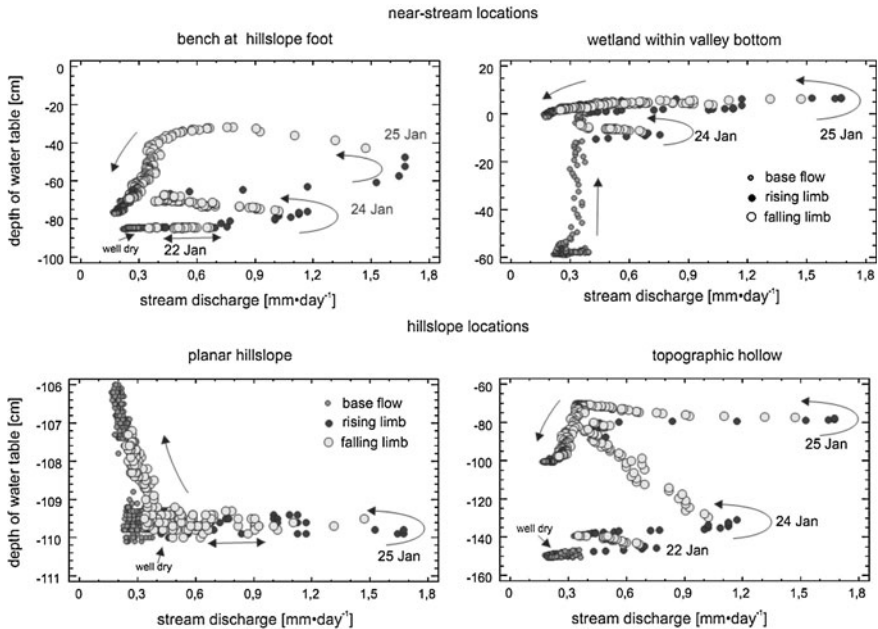 near-stream locations
bench at hillslope foot
wetland within valley bottom
depth of water table [cm]
0
-20
-40
-60
-80
-100
25 Jan
24 Jan
well dry
22 Jan
0,3 0,6 0,9 1,2 1,5 1,8
stream discharge [mm•day⁻¹]
20
0
-20
-40
-60
24 Jan
25 Jan
base flow
rising limb
falling limb
0 0,3 0,6 0,9 1,2 1,5 1,8
stream discharge [mm•day⁻¹]
hillslope locations
planar hillslope
topographic hollow
depth of water table [cm]
-106
-107
-108
-109
-110
-111
base flow
rising limb
falling limb
well dry
25 Jan
0 0,3 0,6 0,9 1,2 1,5 1,8
stream discharge [mm•day⁻¹]
-60
-80
-100
-120
-140
-160
25 Jan
24 Jan
well dry
22 Jan
0 0,3 0,6 0,9 1,2 1,5 1,8
stream discharge [mm•day⁻¹]